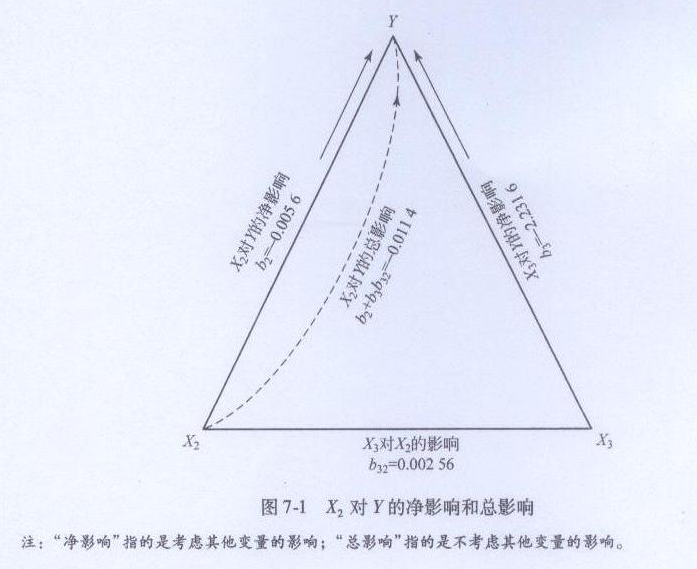 Y
X₂对Y的净影响
b₂=-0.005 6
X₂对Y的总影响
b₂+b₃b₃₂=-0.011 4
X₃对Y的净影响
b₃=-2.231 6
X₂
X₃
X₃对X₂的影响
b₃₂=0.002 56
图 7-1 X₂ 对 Y 的净影响和总影响
注：“净影响”指的是考虑其他变量的影响；“总影响”指的是不考虑其他变量的影响。